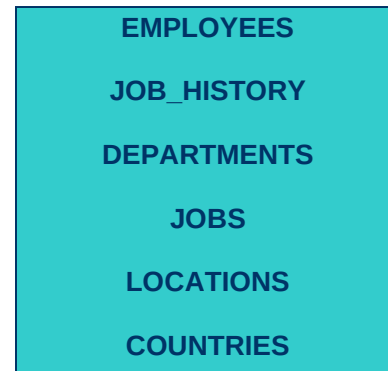 EMPLOYEES
JOB_HISTORY
DEPARTMENTS
JOBS
LOCATIONS
COUNTRIES